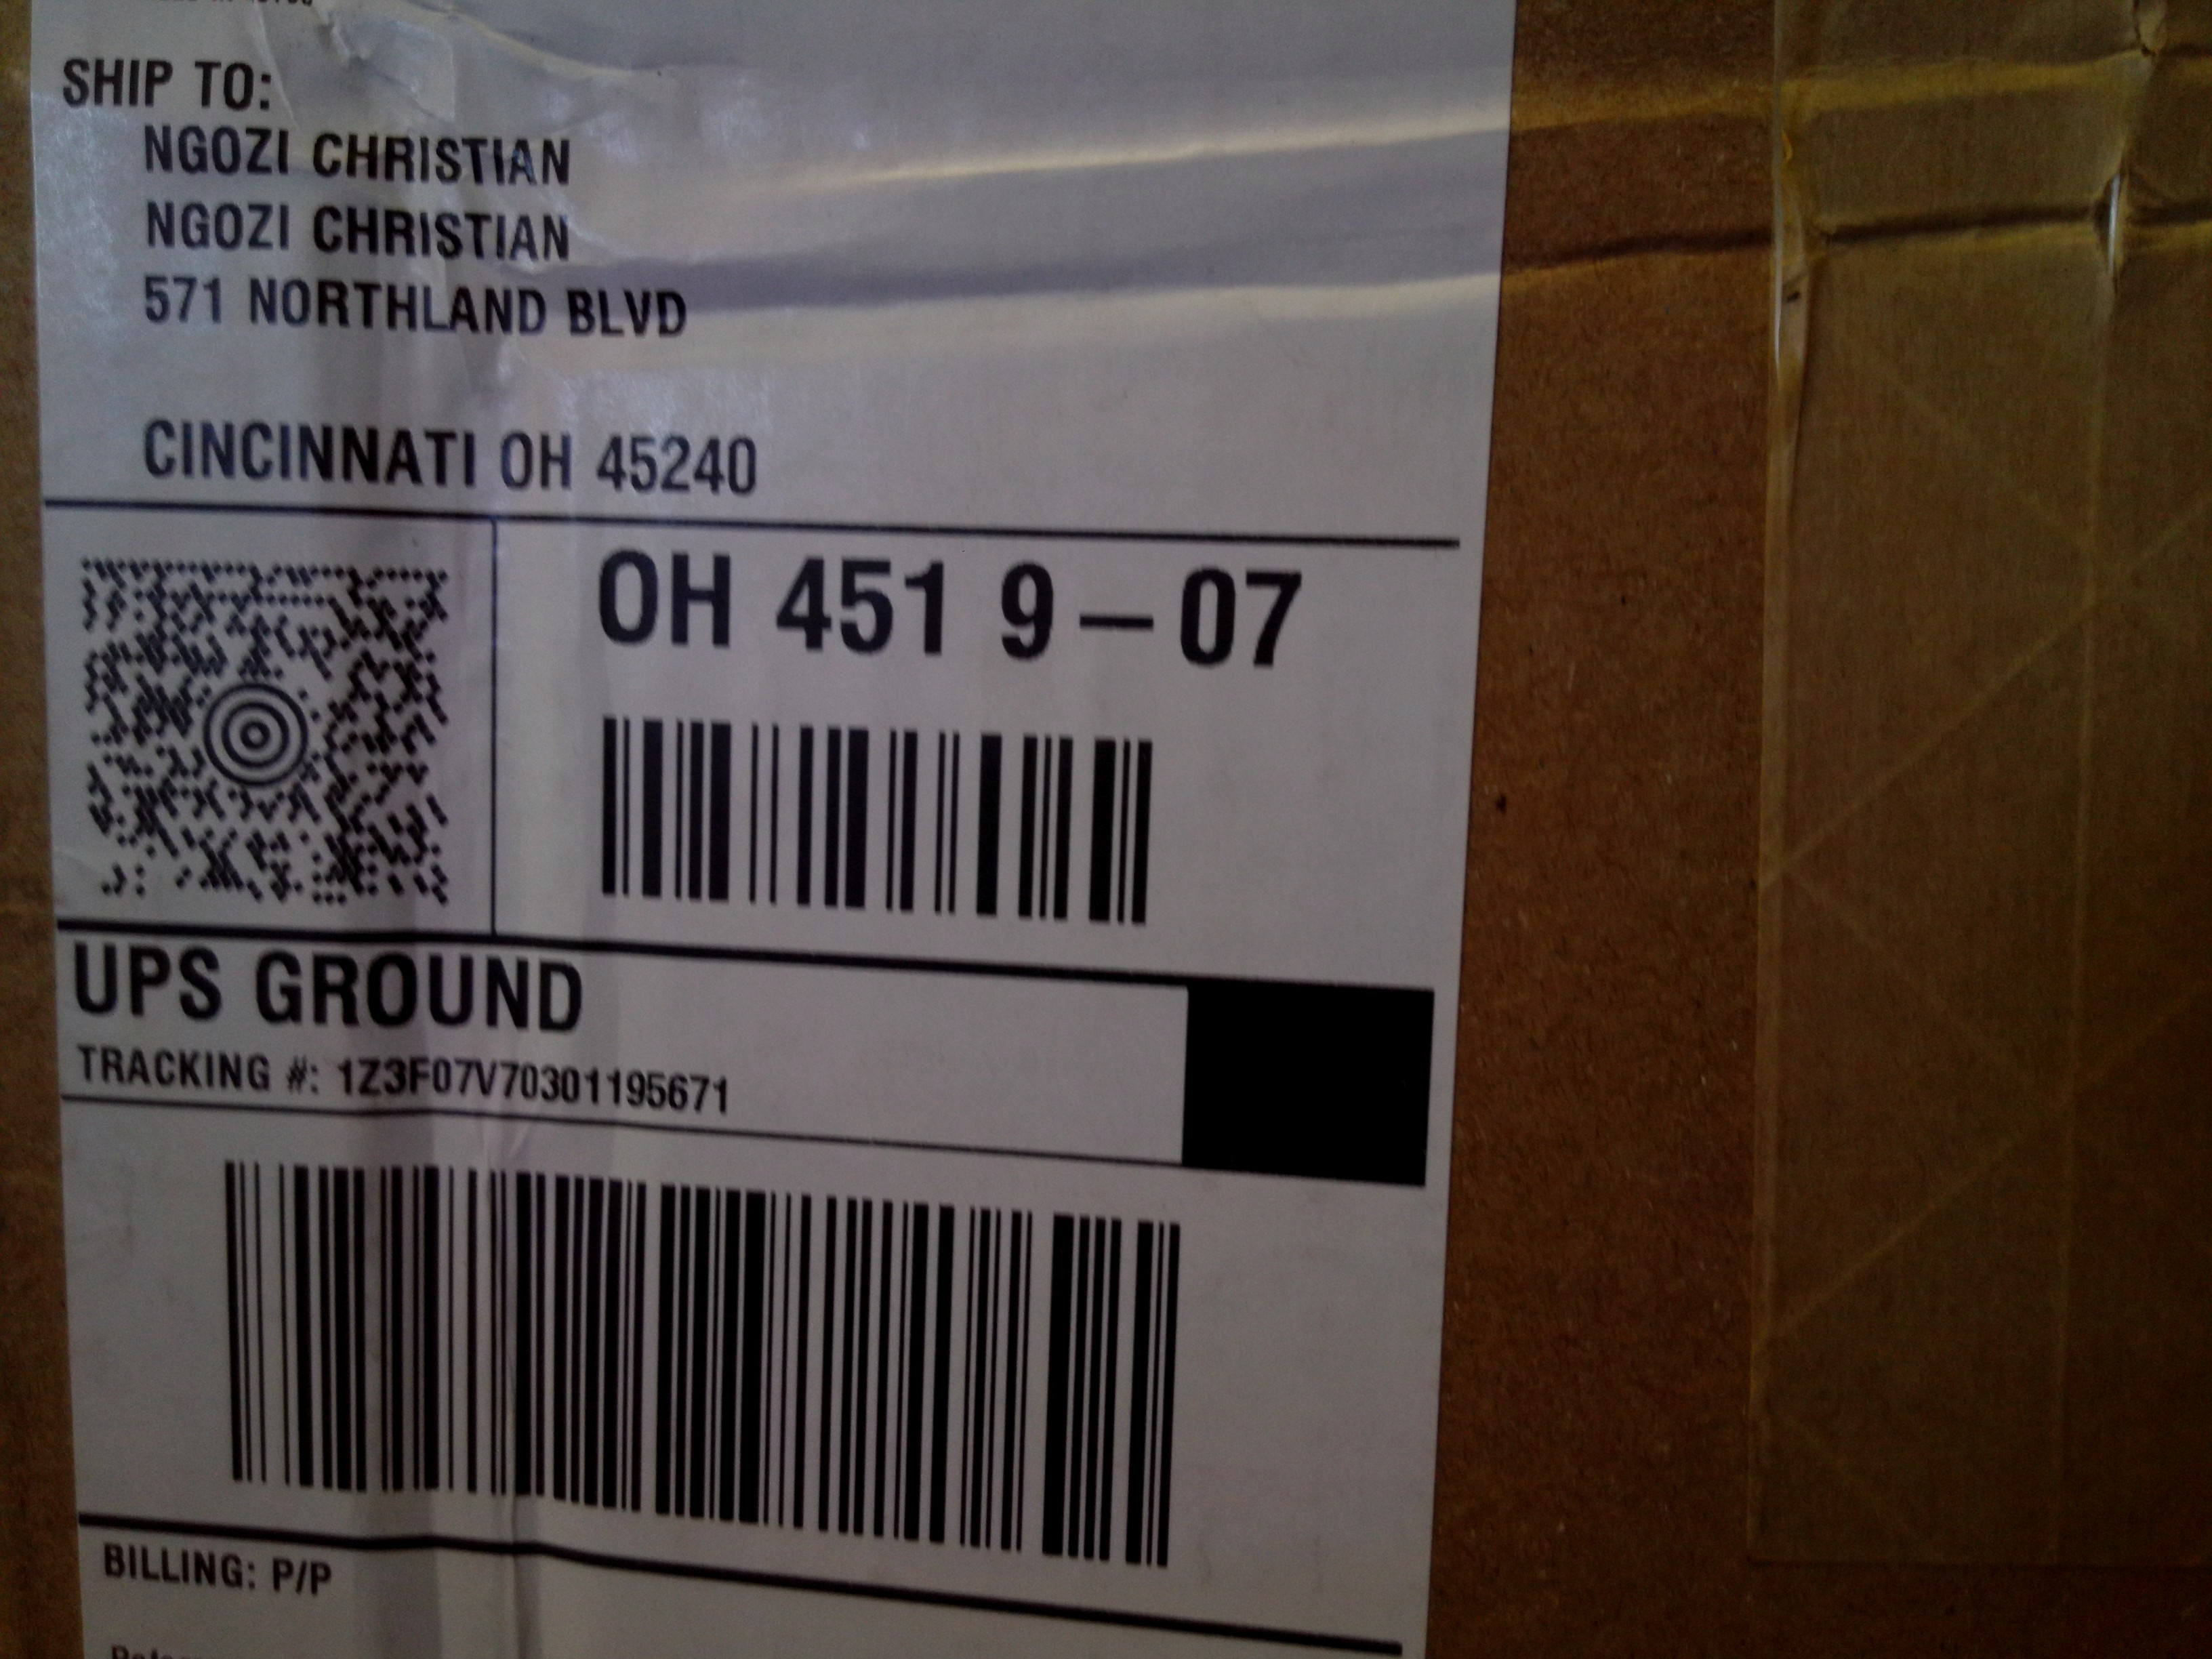 SHIP TO:
NGOZI CHRISTIAN
NGOZI CHRISTIAN
571 NORTHLAND BLVD
CINCINNATI OH 45240
OH 451 9-07
UPS GROUND
TRACKING #: 1Z3F07V70301195671
BILLING: P/P